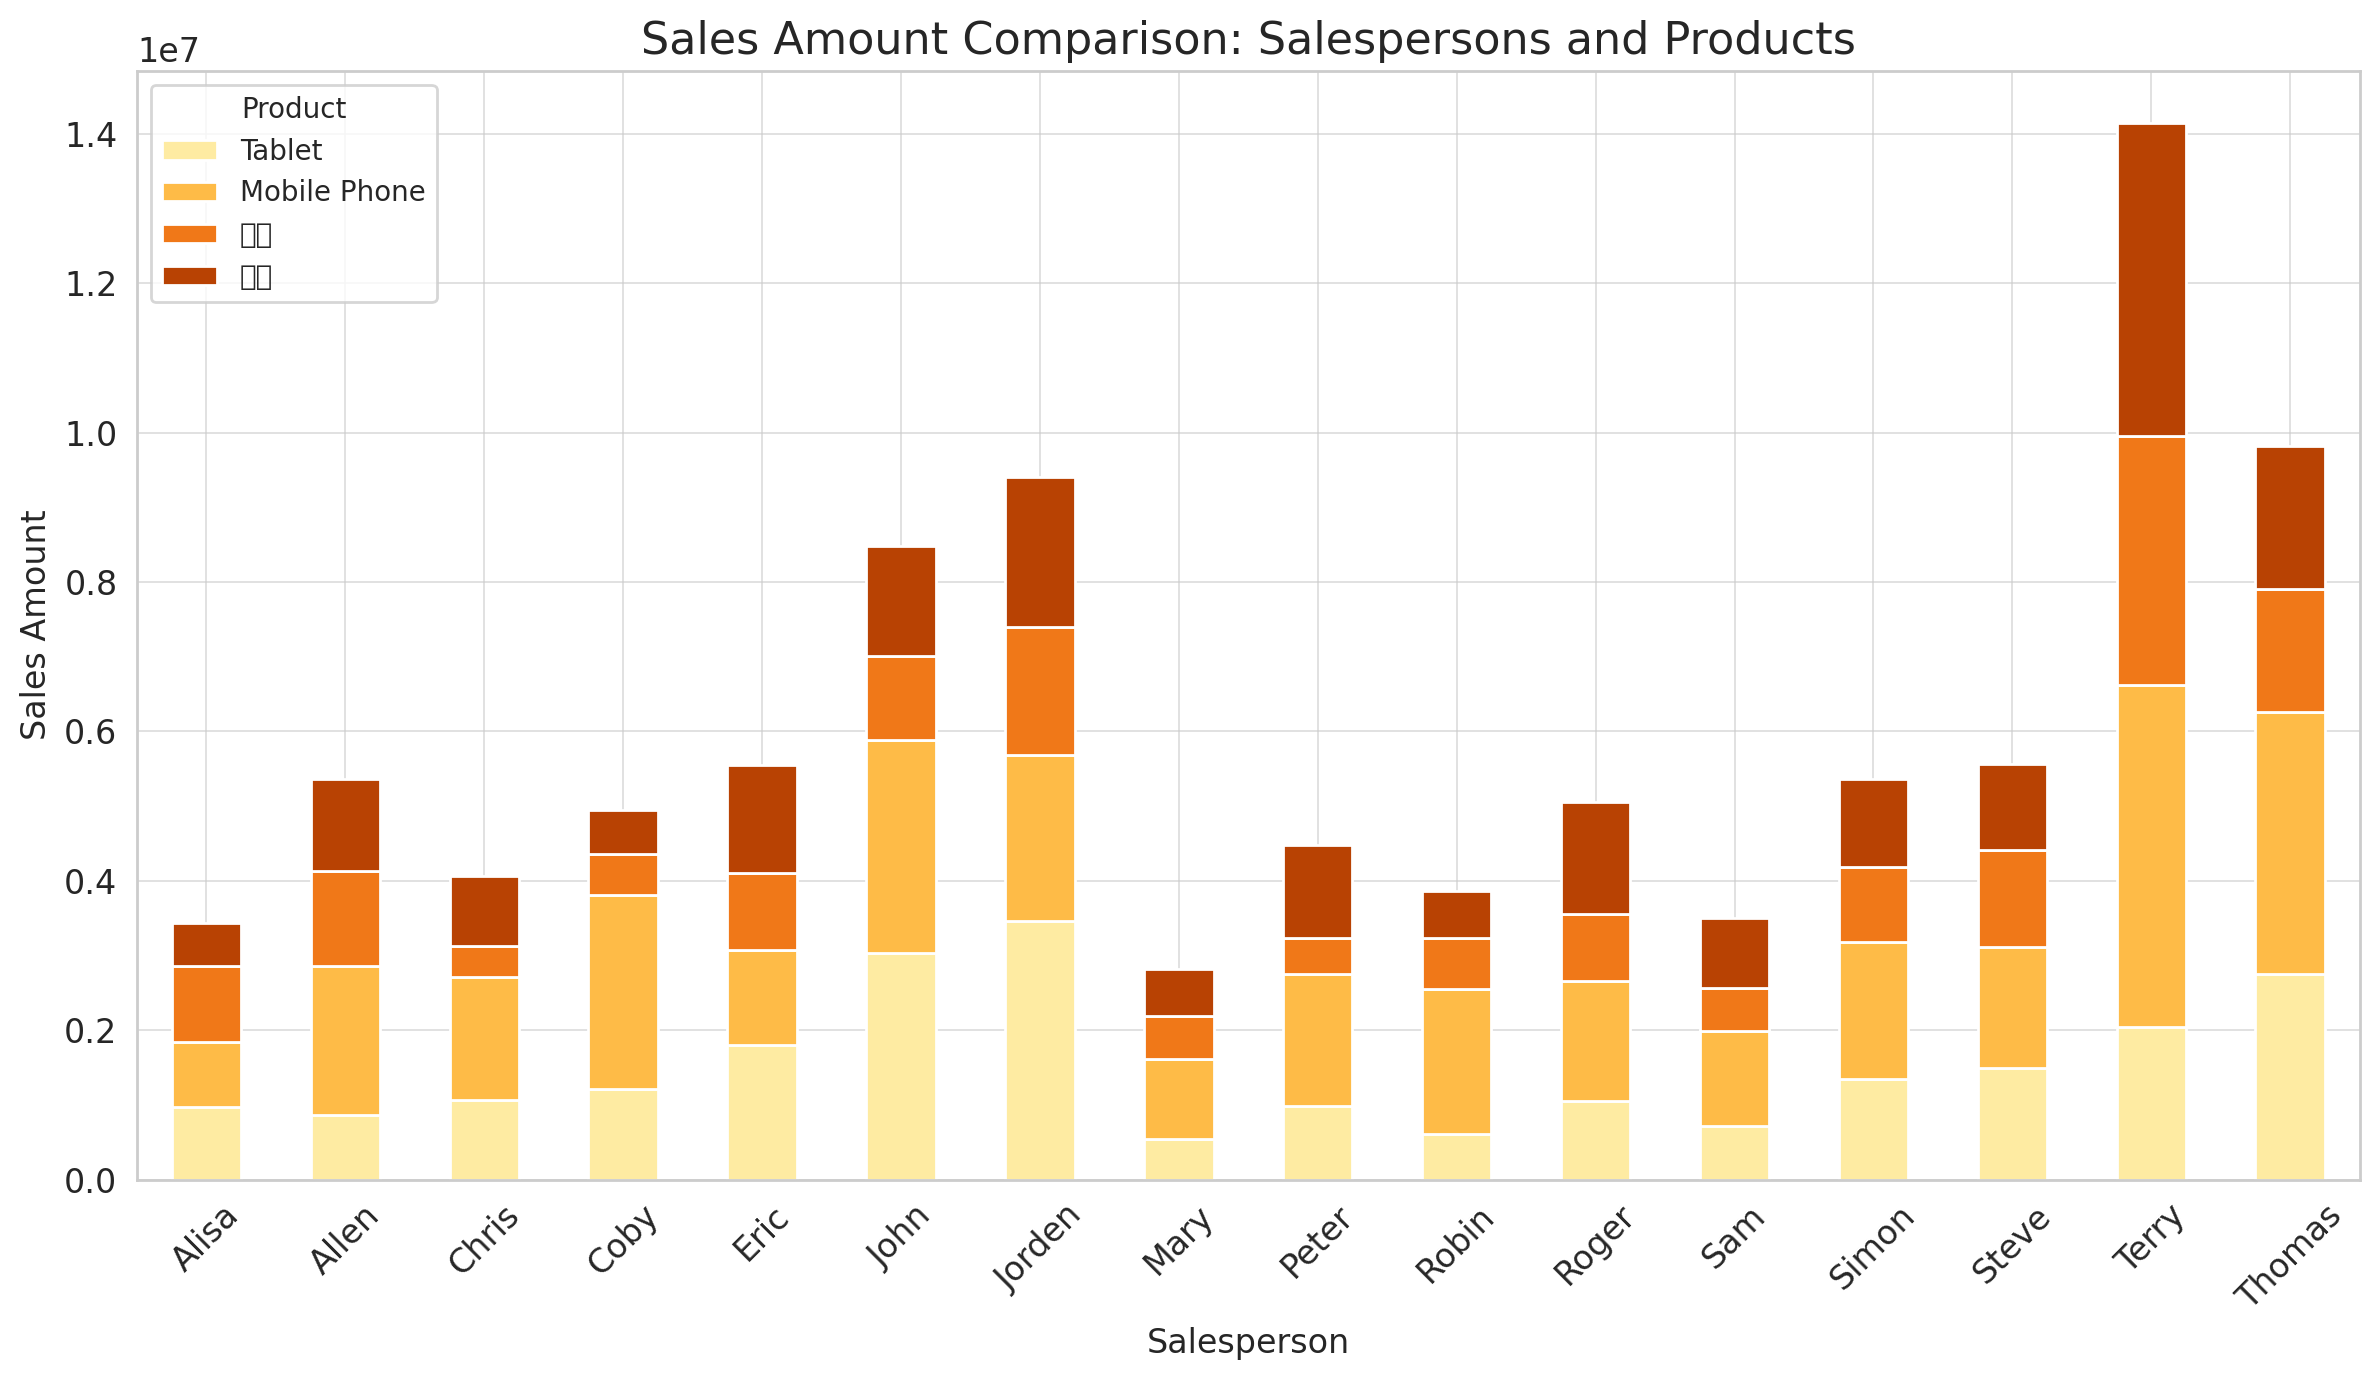 Sales Amount Comparison: Salespersons and Products
1e7
Product
Tablet
Mobile Phone
1.4
1.2
1.0
0.8
0.6
0.4
0.2
0.0
Sales Amount
Alisa
Allen
Chris
Coby
Eric
John
Jorden
Mary
Peter
Robin
Roger
Sam
Simon
Steve
Terry
Thomas
Salesperson